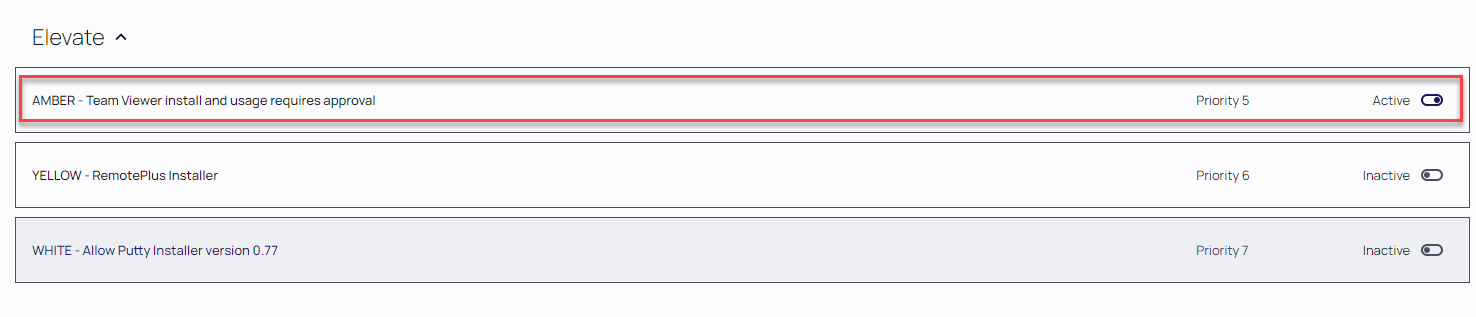 Elevate
AMBER - Team Viewer install and usage requires approval Priority 5 Active
YELLOW - RemotePlus Installer Priority 6 Inactive
WHITE - Allow Putty Installer version 0.77 Priority 7 Inactive